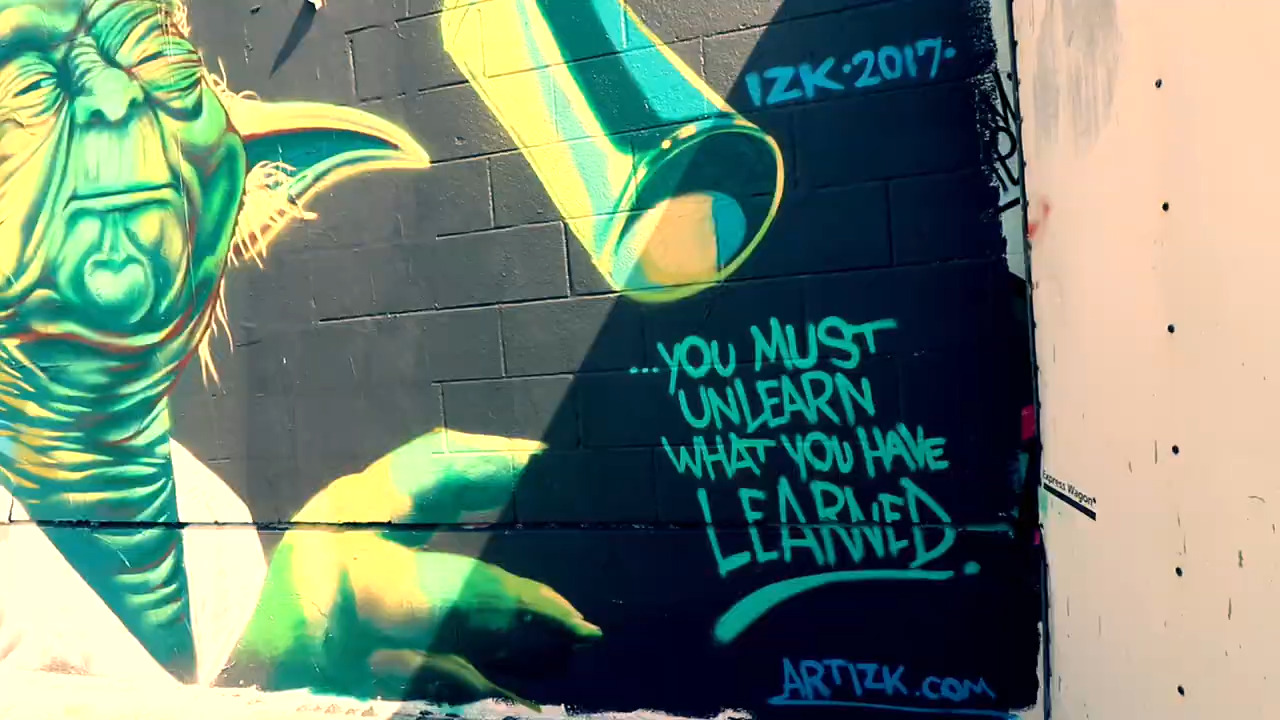 IZK·2017·
...YOU MUST
UNLEARN
WHAT YOU HAVE
LEARNED.
ARTIZK.COM
Express Wagon®